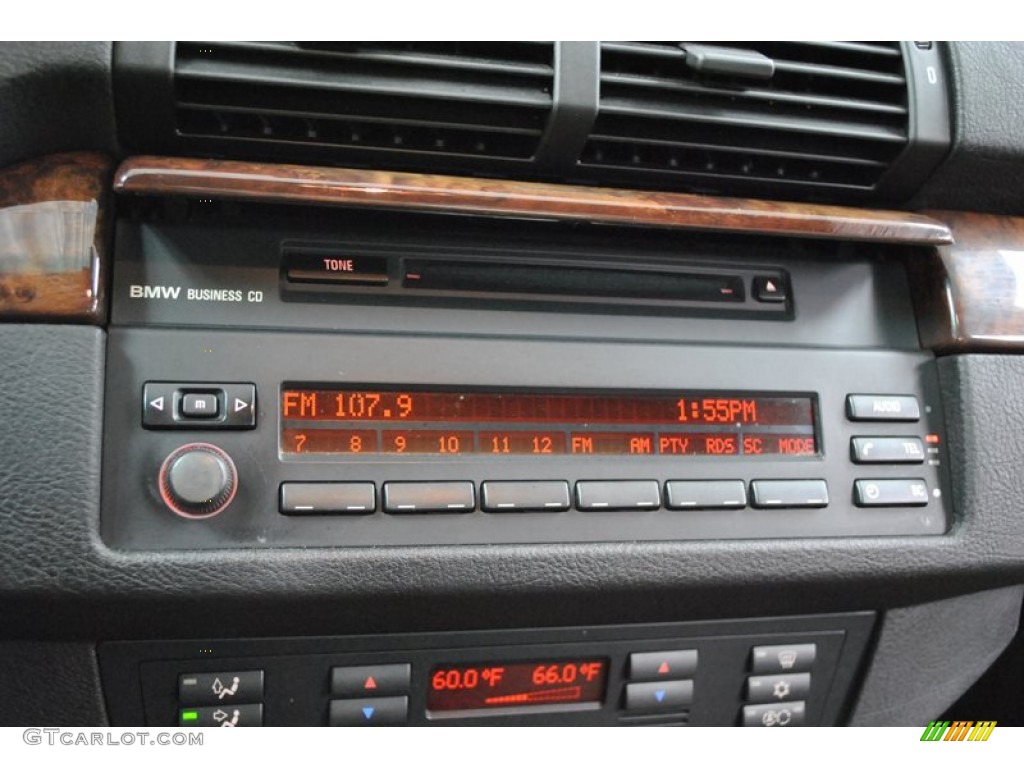 TONE
BMW BUSINESS CD
m
FM 107.9 1:55PM
7 8 9 10 11 12 FM AM PTY RDS SC MODE
AUDIO
TEL
BC
60.0°F 66.0°F
GTCARLOT.COM